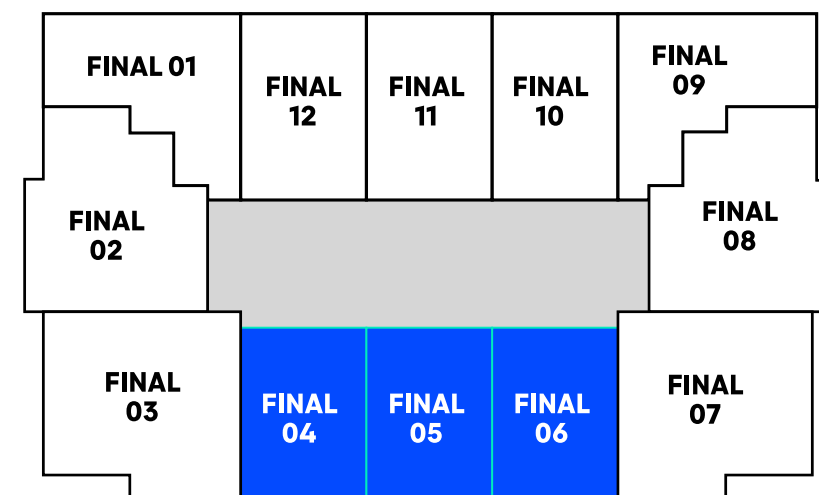 FINAL 01
FINAL
12
FINAL
11
FINAL
10
FINAL
09
FINAL
02
FINAL
08
FINAL
03
FINAL
04
FINAL
05
FINAL
06
FINAL
07